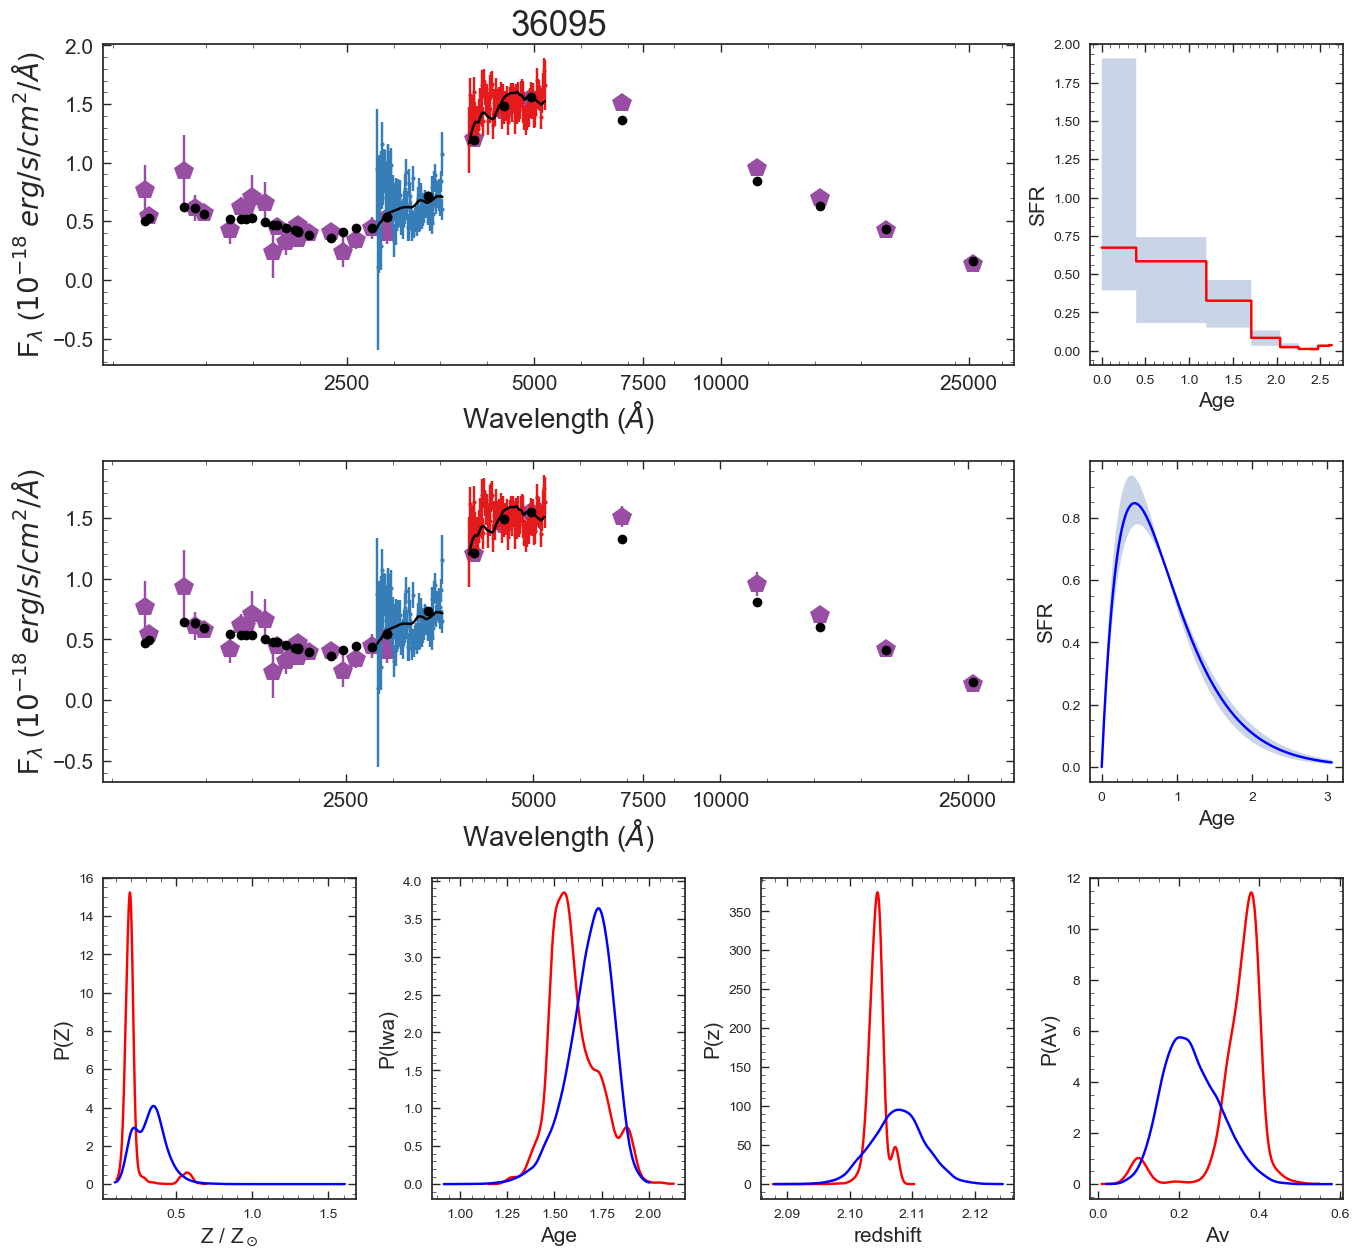 36095
F_λ (10^−18 erg/s/cm^2/Å)
2.0
1.5
1.0
0.5
0.0
−0.5
2500 5000 7500 10000 25000
Wavelength (Å)
SFR
2.00
1.75
1.50
1.25
1.00
0.75
0.50
0.25
0.00
0.0 0.5 1.0 1.5 2.0 2.5
Age
F_λ (10^−18 erg/s/cm^2/Å)
1.5
1.0
0.5
0.0
−0.5
2500 5000 7500 10000 25000
Wavelength (Å)
SFR
0.8
0.6
0.4
0.2
0.0
0 1 2 3
Age
P(Z)
16
14
12
10
8
6
4
2
0
0.5 1.0 1.5
Z / Z_⊙
P(lwa)
4.0
3.5
3.0
2.5
2.0
1.5
1.0
0.5
0.0
1.00 1.25 1.50 1.75 2.00
Age
P(z)
350
300
250
200
150
100
50
0
2.09 2.10 2.11 2.12
redshift
P(Av)
12
10
8
6
4
2
0
0.0 0.2 0.4 0.6
Av